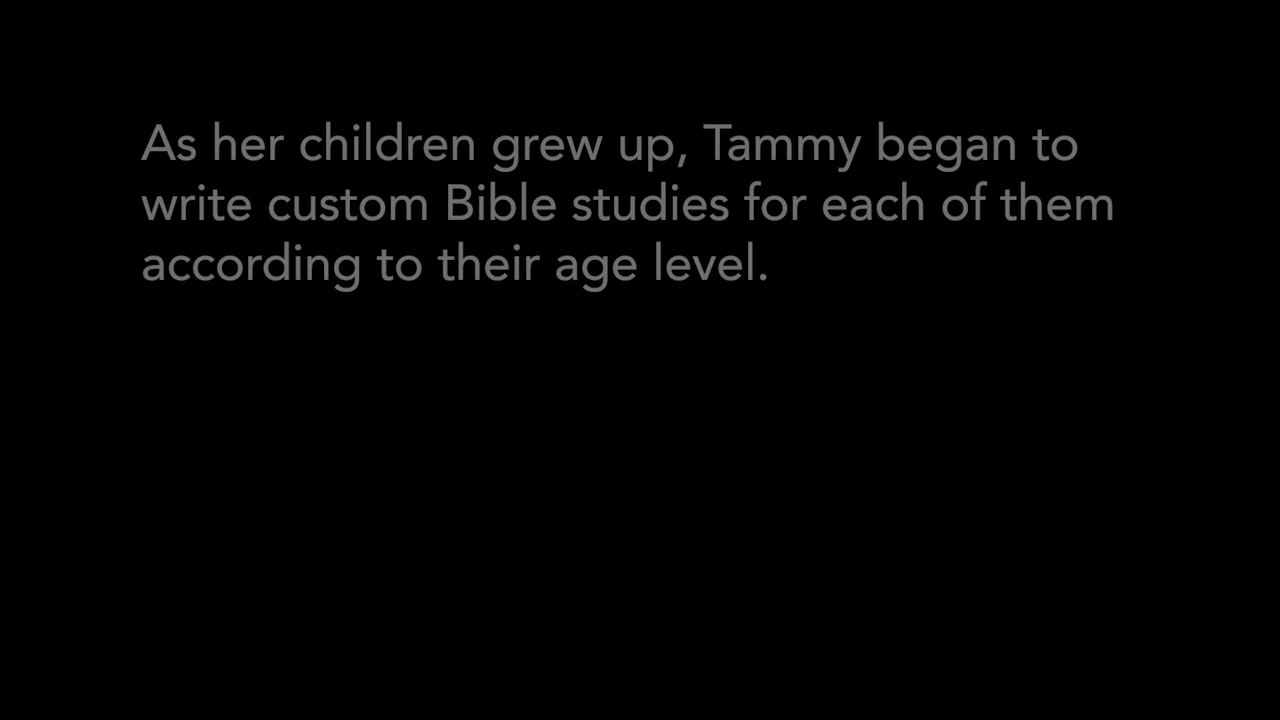 As her children grew up, Tammy began to
write custom Bible studies for each of them
according to their age level.